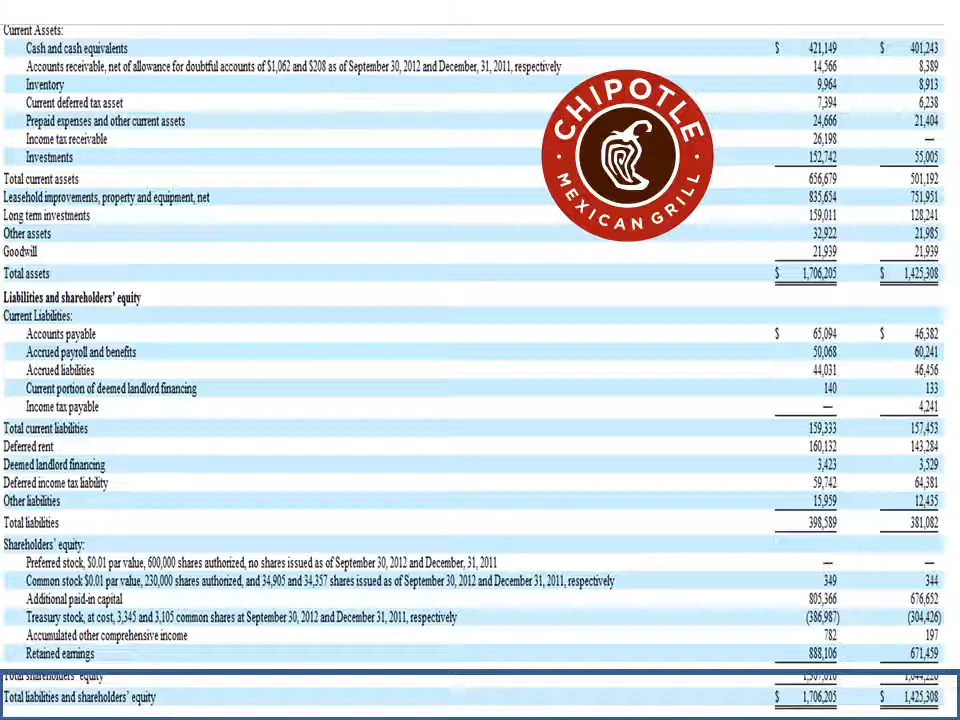 Current Assets:
Cash and cash equivalents $ 421,149 $ 401,243
Accounts receivable, net of allowance for doubtful accounts of $1,062 and $208 as of September 30, 2012 and December, 31, 2011, respectively 14,566 8,389
Inventory 9,964 8,913
Current deferred tax asset 7,394 6,238
Prepaid expenses and other current assets 24,666 21,404
Income tax receivable 26,198 —
Investments 152,742 55,005
Total current assets 656,679 501,192
Leasehold improvements, property and equipment, net 835,654 751,951
Long term investments 159,011 128,241
Other assets 32,922 21,985
Goodwill 21,939 21,939
Total assets $ 1,706,205 $ 1,425,308
CHIPOTLE
MEXICAN GRILL
Liabilities and shareholders' equity
Current Liabilities:
Accounts payable $ 65,094 $ 46,382
Accrued payroll and benefits 50,068 60,241
Accrued liabilities 44,031 46,456
Current portion of deemed landlord financing 140 133
Income tax payable — 4,241
Total current liabilities 159,333 157,453
Deferred rent 160,132 143,284
Deemed landlord financing 3,423 3,529
Deferred income tax liability 59,742 64,381
Other liabilities 15,959 12,435
Total liabilities 398,589 381,082
Shareholders' equity:
Preferred stock, $0.01 par value, 600,000 shares authorized, no shares issued as of September 30, 2012 and December, 31, 2011 — —
Common stock $0.01 par value, 230,000 shares authorized, and 34,905 and 34,357 shares issued as of September 30, 2012 and December 31, 2011, respectively 349 344
Additional paid-in capital 805,366 676,652
Treasury stock, at cost, 3,345 and 3,105 common shares at September 30, 2012 and December 31, 2011, respectively (386,987) (304,426)
Accumulated other comprehensive income 782 197
Retained earnings 888,106 671,459
Total shareholders' equity
Total liabilities and shareholders' equity $ 1,706,205 $ 1,425,308